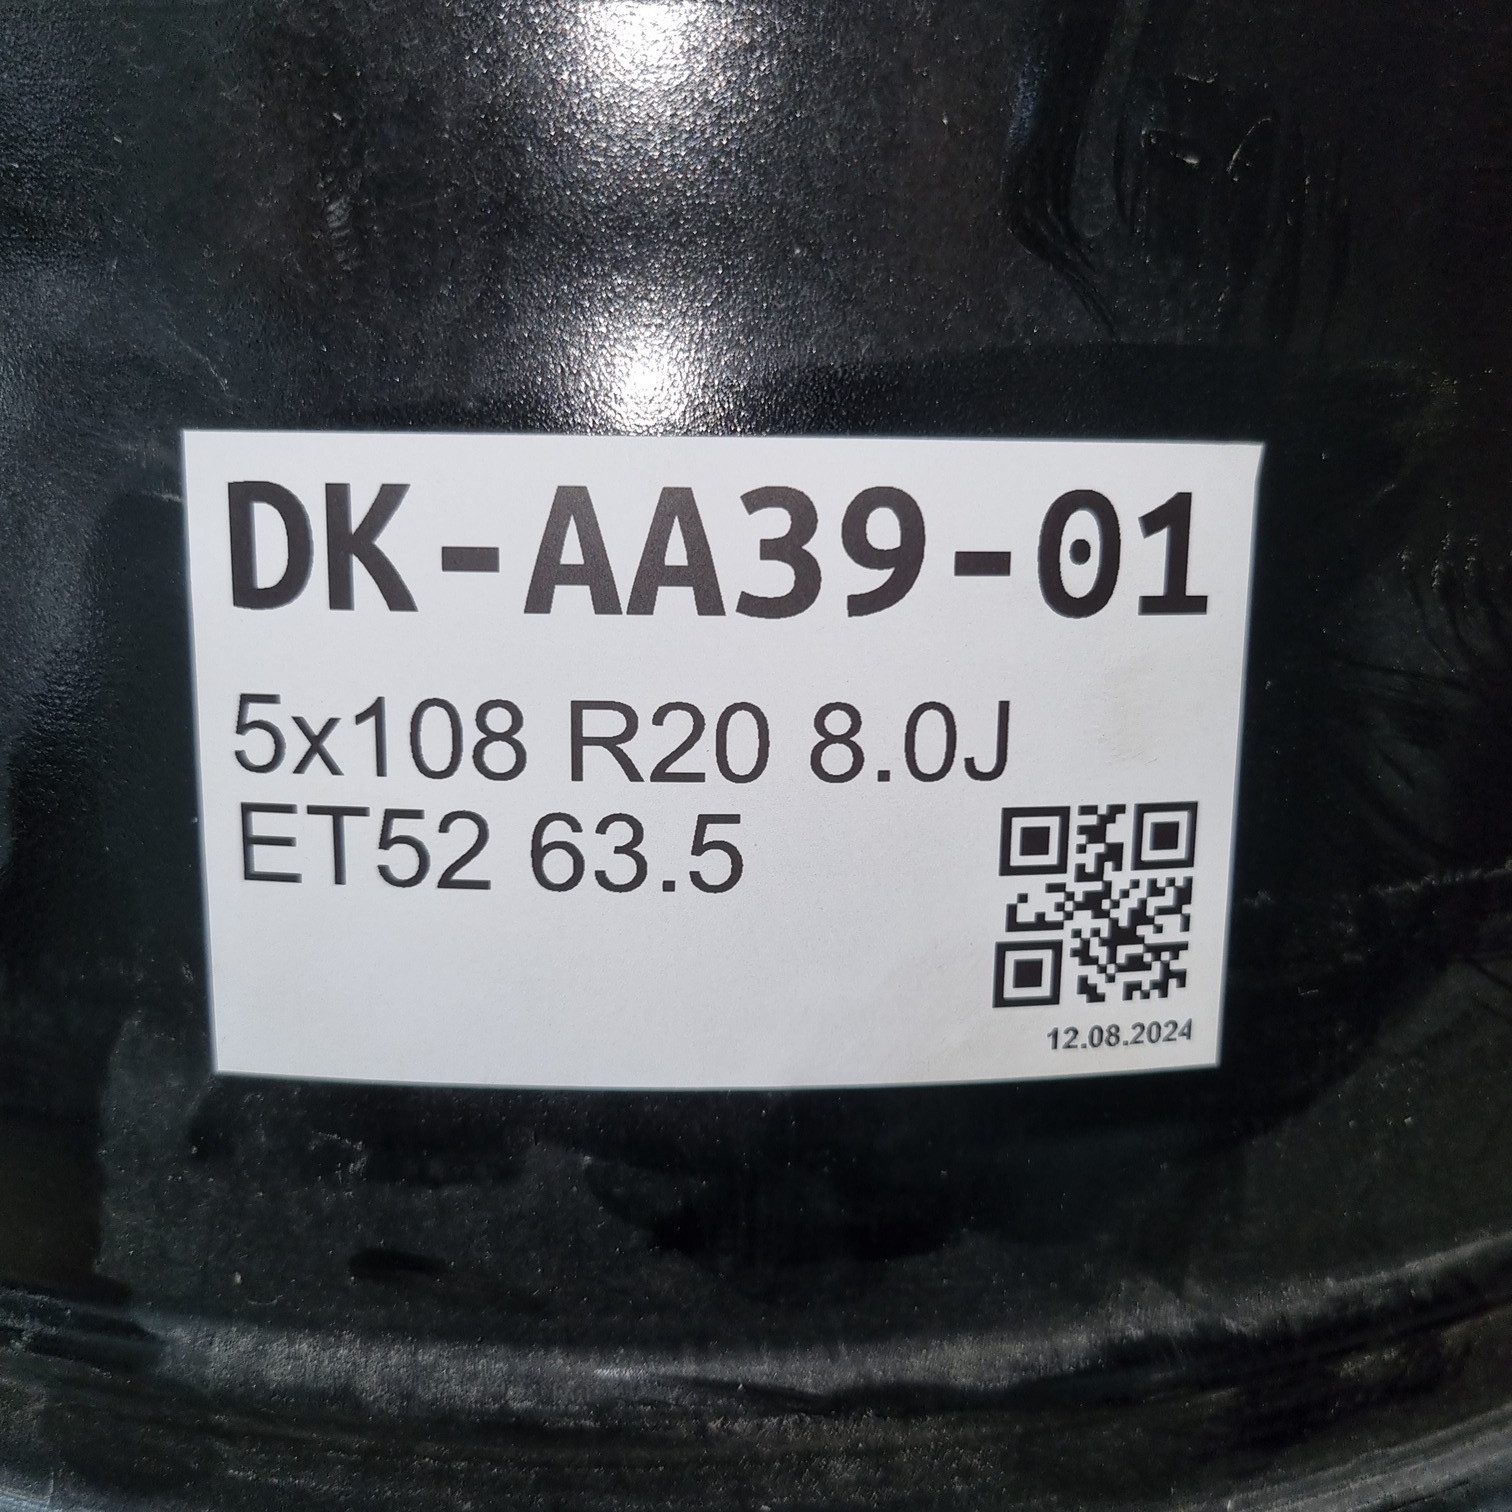 DK-AA39-01
5x108 R20 8.0J
ET52 63.5
12.08.2024